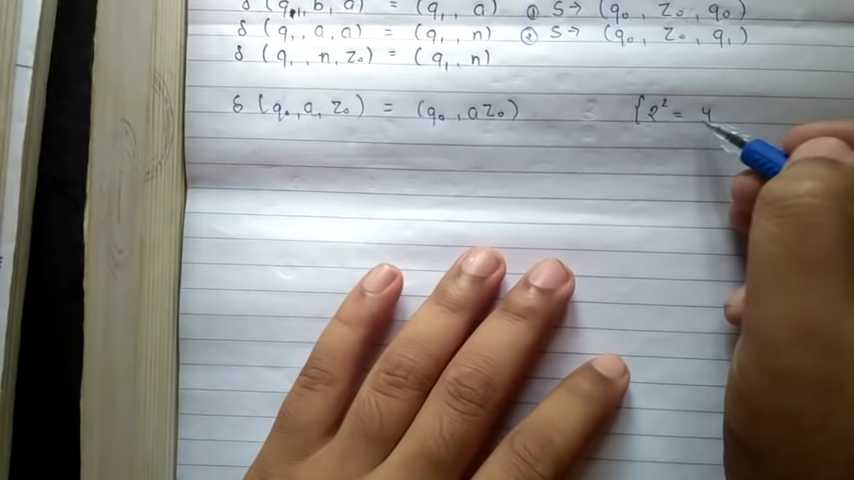 δ (q₁, b, a) = (q₁, a) ① S → (q₀, Z₀, q₀)
δ (q₁, a, a) = (q₁, n) ② S → (q₀, Z₀, q₁)
δ (q₁, n, Z₀) = (q₁, n)
δ (q₀, a, Z₀) = (q₀, aZ₀) { 2² = 4